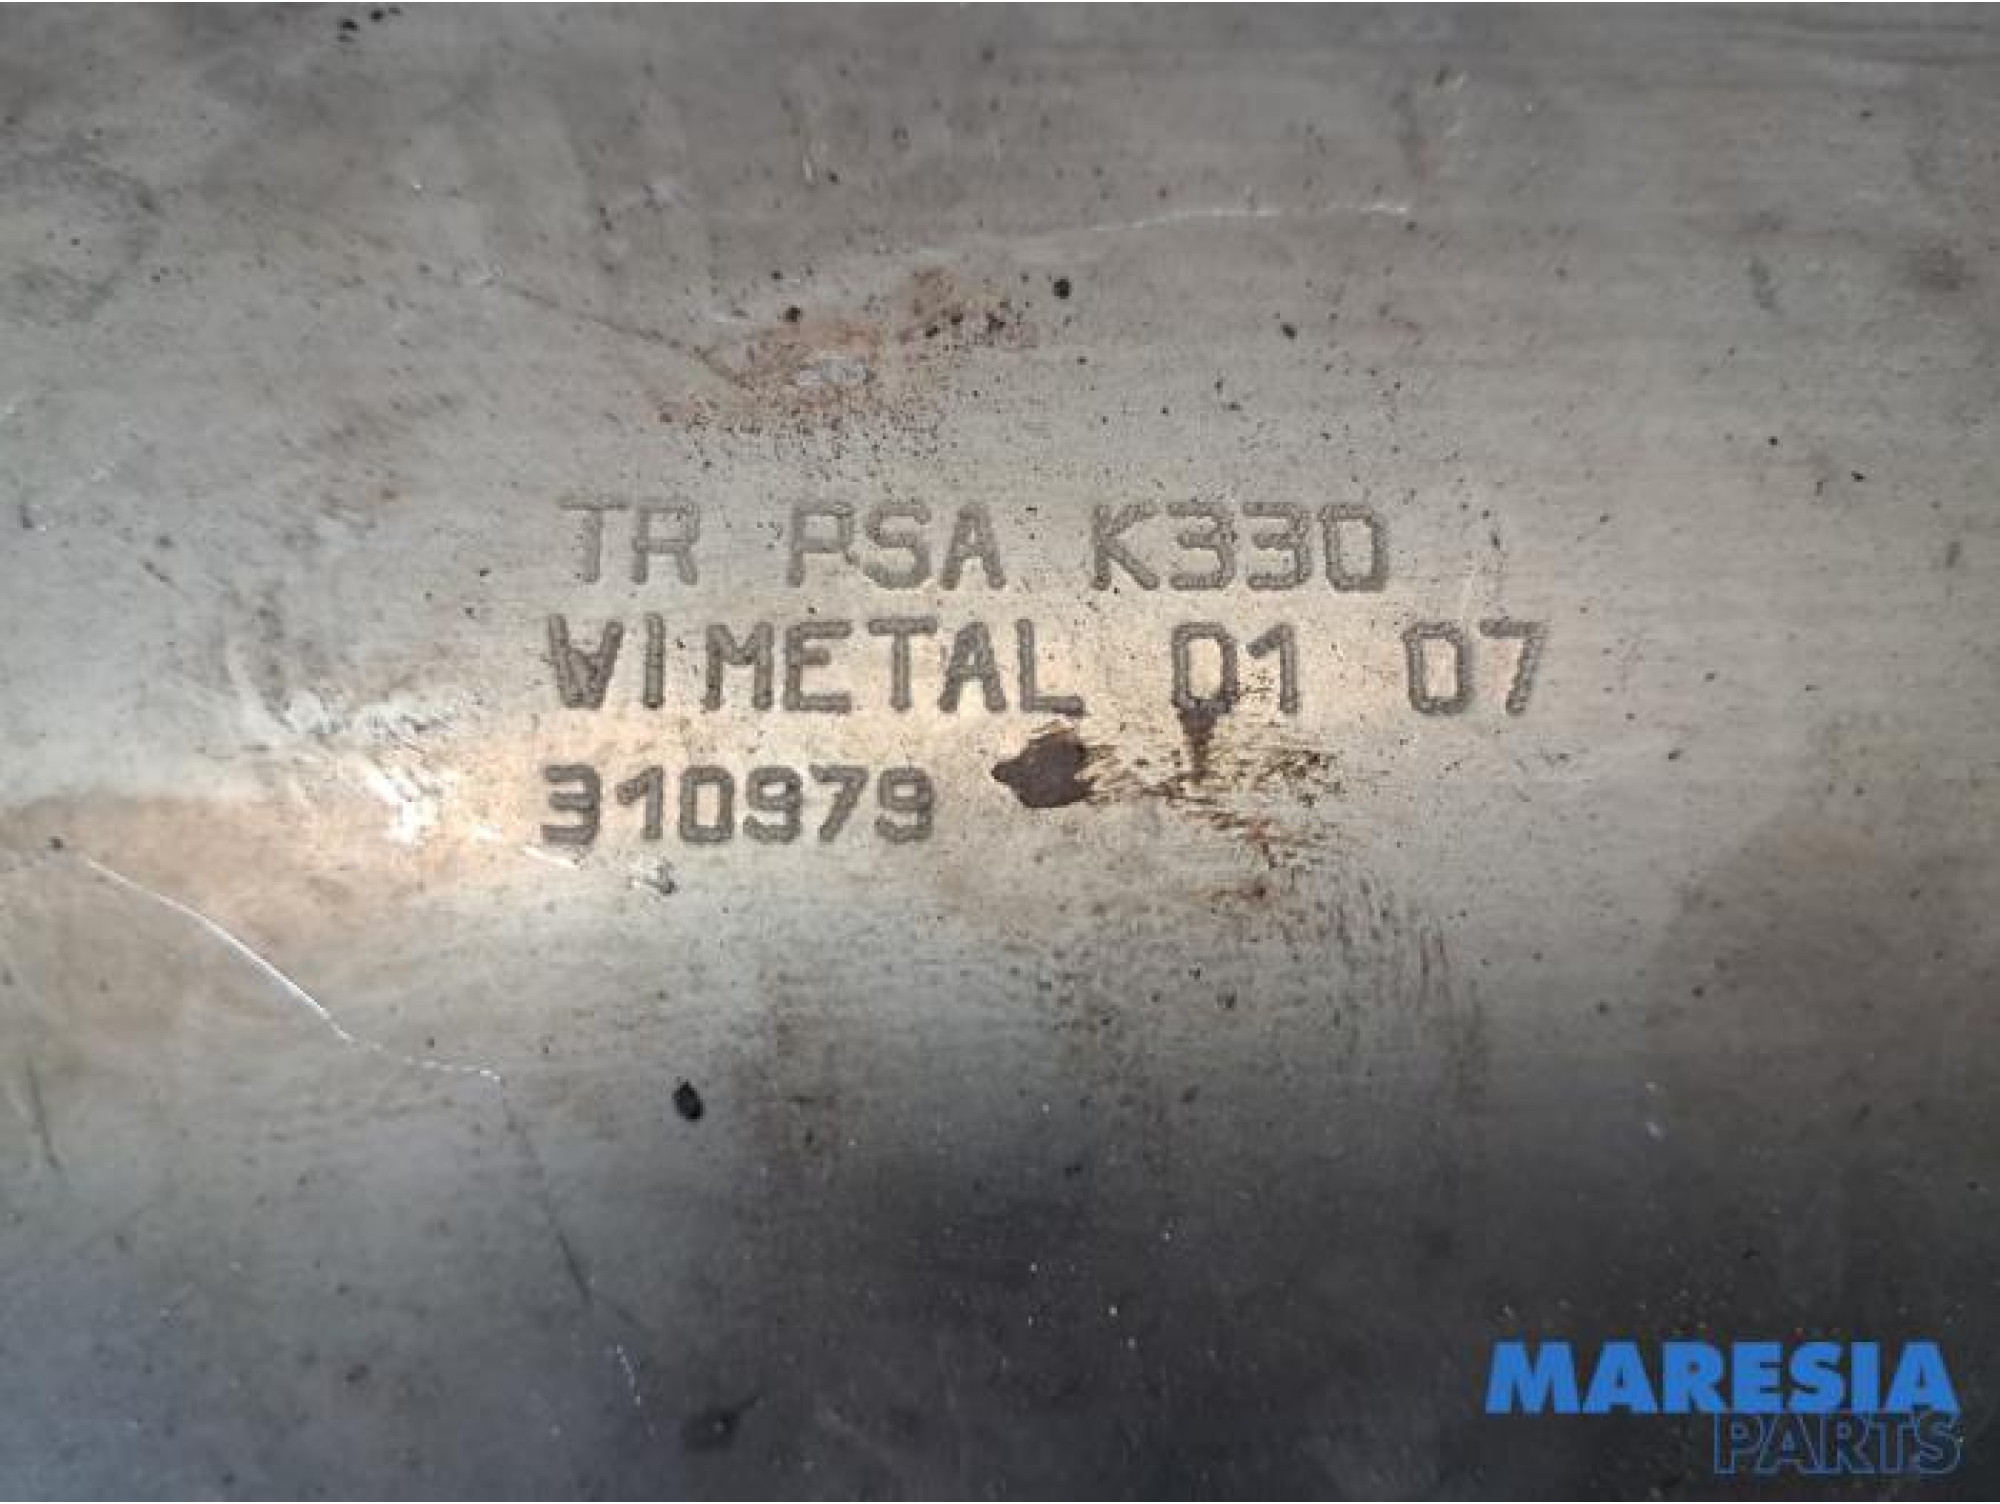 TR PSA K330
VIMETAL 01 07
310979
MARESIA
PARTS